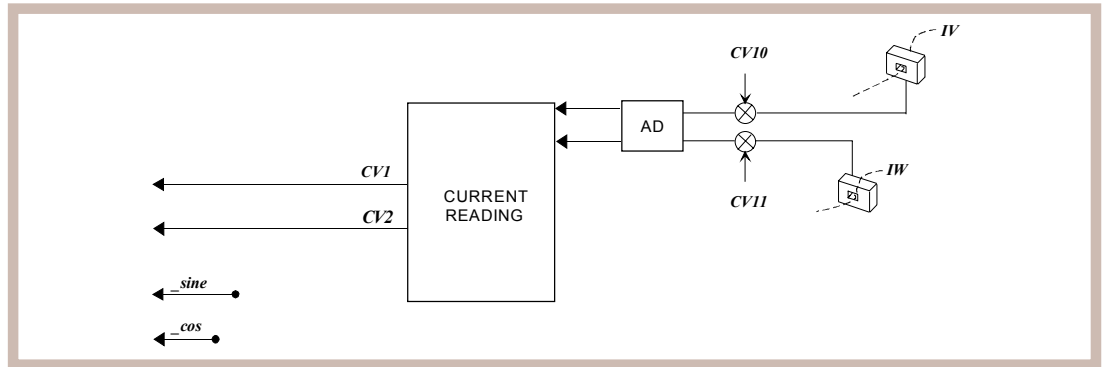 IV
CV10
AD
CV1
IW
CURRENT
READING
CV11
CV2
_sine
_cos